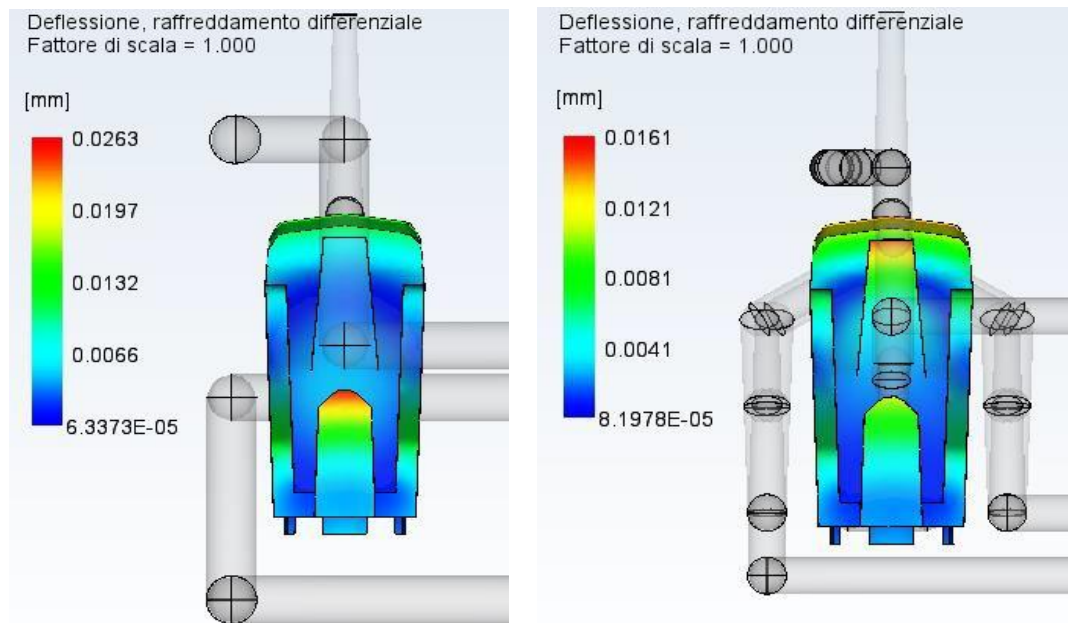 Deflessione, raffreddamento differenziale
Fattore di scala = 1.000
[mm]
0.0263
0.0197
0.0132
0.0066
6.3373E-05
Deflessione, raffreddamento differenziale
Fattore di scala = 1.000
[mm]
0.0161
0.0121
0.0081
0.0041
8.1978E-05